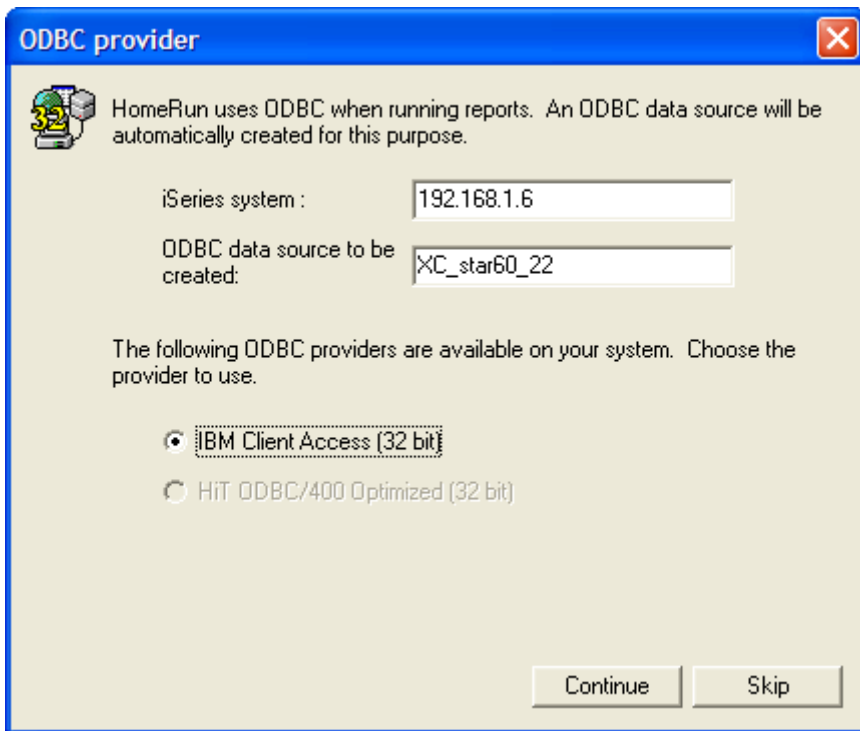 ODBC provider
32
HomeRun uses ODBC when running reports. An ODBC data source will be
automatically created for this purpose.
iSeries system :
192.168.1.6
ODBC data source to be
created:
XC_star60_22
The following ODBC providers are available on your system. Choose the
provider to use.
IBM Client Access (32 bit)
HiT ODBC/400 Optimized (32 bit)
Continue
Skip